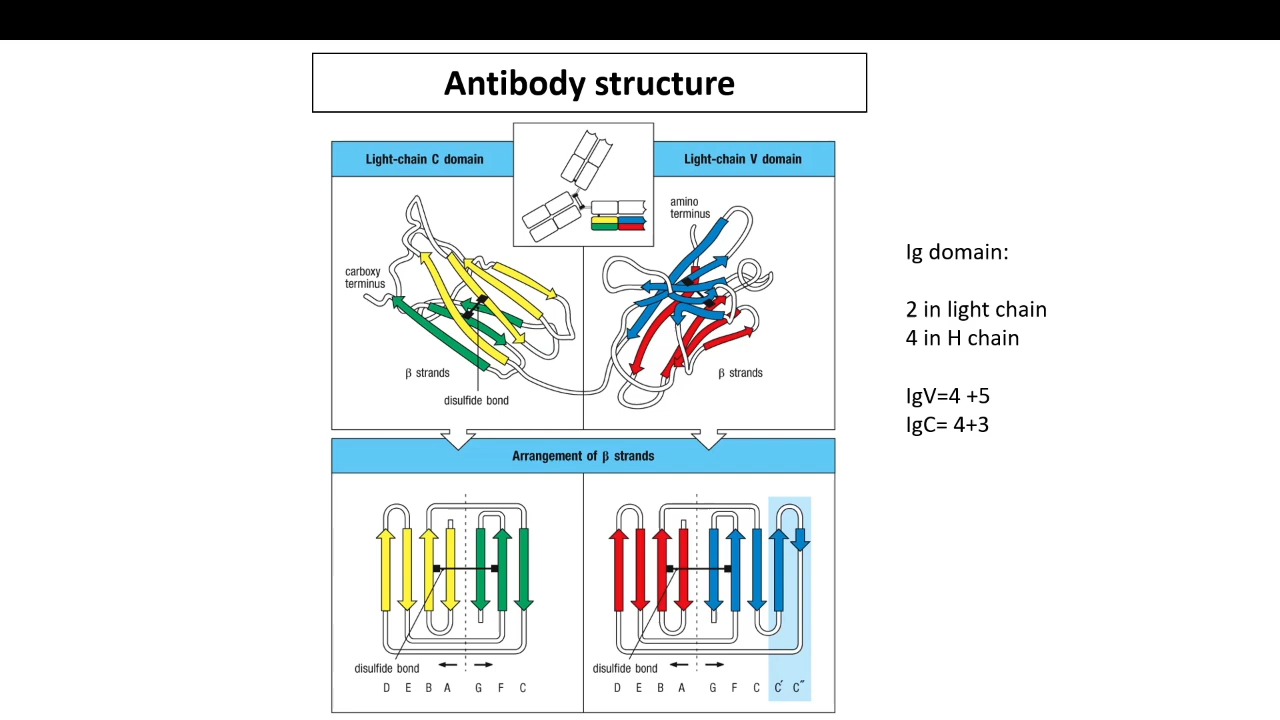 Antibody structure
Light-chain C domain
Light-chain V domain
amino
terminus
carboxy
terminus
β strands
β strands
disulfide bond
Arrangement of β strands
disulfide bond
disulfide bond
D E B A G F C
D E B A G F C C′ C″
Ig domain:
2 in light chain
4 in H chain
IgV=4 +5
IgC= 4+3